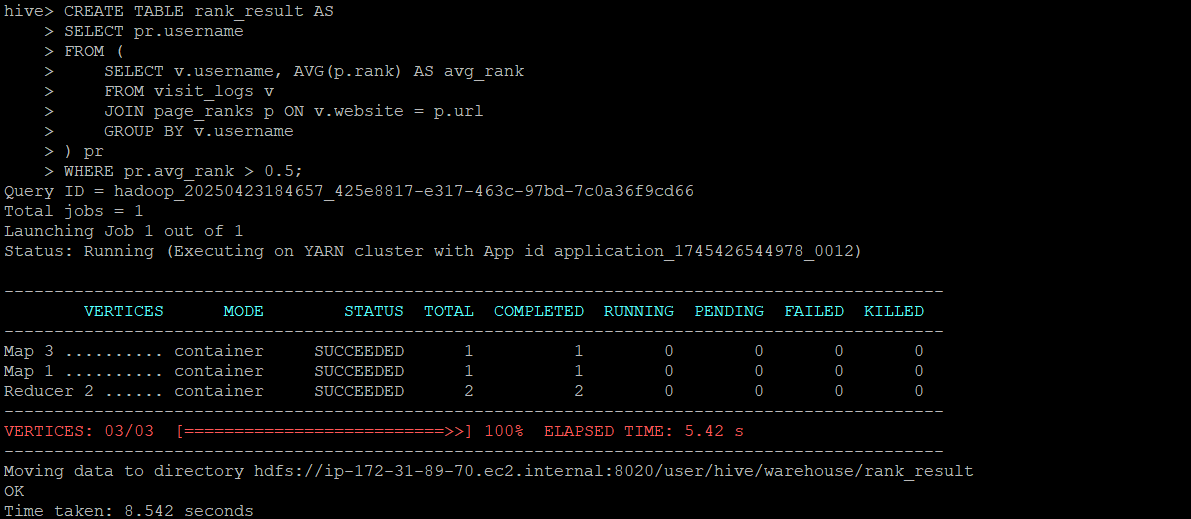 hive> CREATE TABLE rank_result AS
    > SELECT pr.username
    > FROM (
    >     SELECT v.username, AVG(p.rank) AS avg_rank
    >     FROM visit_logs v
    >     JOIN page_ranks p ON v.website = p.url
    >     GROUP BY v.username
    > ) pr
    > WHERE pr.avg_rank > 0.5;
Query ID = hadoop_20250423184657_425e8817-e317-463c-97bd-7c0a36f9cd66
Total jobs = 1
Launching Job 1 out of 1
Status: Running (Executing on YARN cluster with App id application_1745426544978_0012)

----------------------------------------------------------------------------------------------
        VERTICES      MODE        STATUS  TOTAL  COMPLETED  RUNNING  PENDING  FAILED  KILLED
----------------------------------------------------------------------------------------------
Map 3 .......... container     SUCCEEDED      1          1        0        0       0       0
Map 1 .......... container     SUCCEEDED      1          1        0        0       0       0
Reducer 2 ...... container     SUCCEEDED      2          2        0        0       0       0
----------------------------------------------------------------------------------------------
VERTICES: 03/03  [==========================>>] 100%  ELAPSED TIME: 5.42 s
----------------------------------------------------------------------------------------------
Moving data to directory hdfs://ip-172-31-89-70.ec2.internal:8020/user/hive/warehouse/rank_result
OK
Time taken: 8.542 seconds